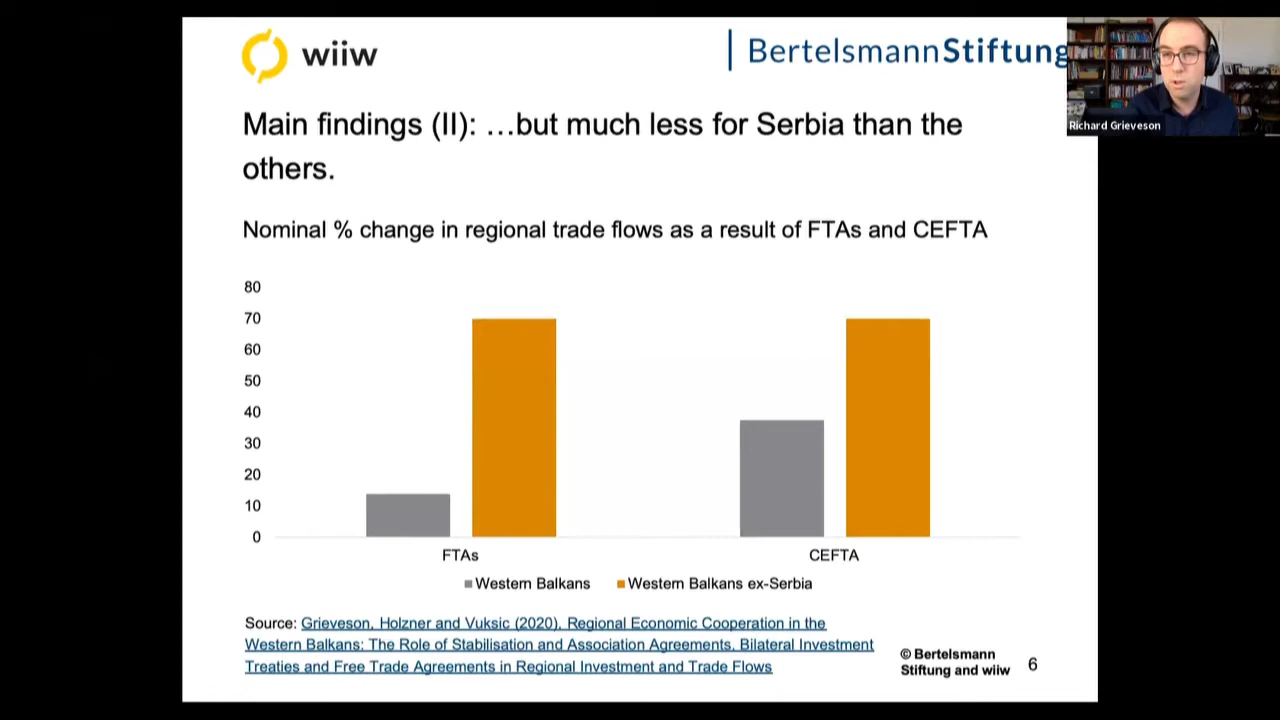 wiiw
BertelsmannStiftung
Richard Grieveson
Main findings (II): …but much less for Serbia than the
others.
Nominal % change in regional trade flows as a result of FTAs and CEFTA
80
70
60
50
40
30
20
10
0
FTAs
CEFTA
Western Balkans
Western Balkans ex-Serbia
Source: Grieveson, Holzner and Vuksic (2020), Regional Economic Cooperation in the
Western Balkans: The Role of Stabilisation and Association Agreements, Bilateral Investment
Treaties and Free Trade Agreements in Regional Investment and Trade Flows
© Bertelsmann
Stiftung and wiiw
6